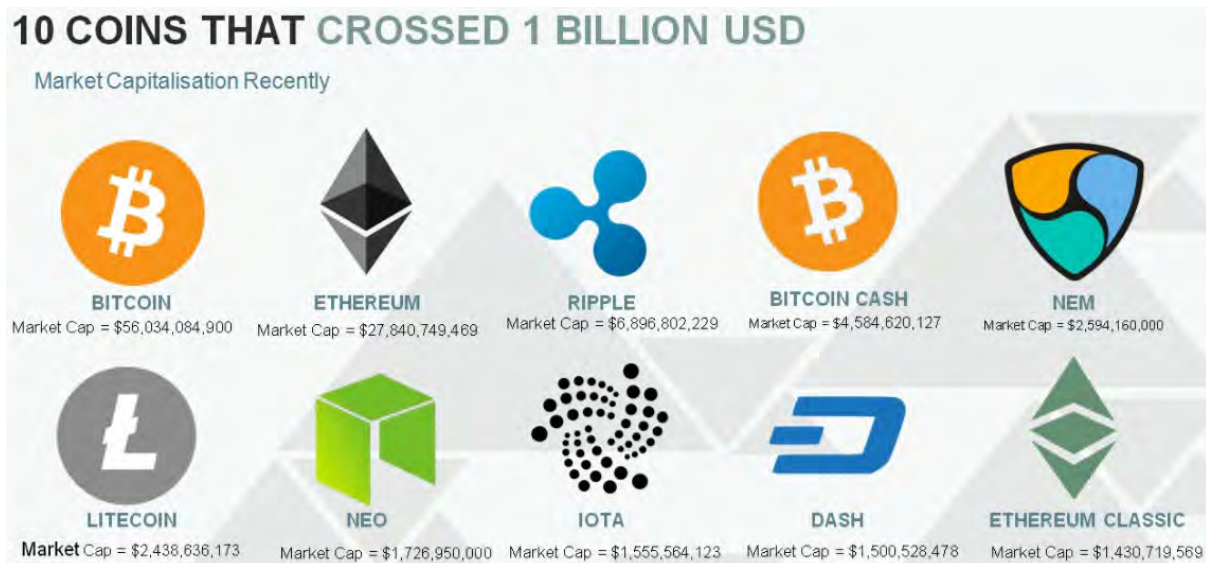 10 COINS THAT CROSSED 1 BILLION USD
Market Capitalisation Recently
BITCOIN
Market Cap = $56,034,084,900
ETHEREUM
Market Cap = $27,840,749,469
RIPPLE
Market Cap = $6,896,802,229
BITCOIN CASH
Market Cap = $4,584,620,127
NEM
Market Cap = $2,594,160,000
LITECOIN
Market Cap = $2,438,636,173
NEO
Market Cap = $1,726,950,000
IOTA
Market Cap = $1,555,564,123
DASH
Market Cap = $1,500,528,478
ETHEREUM CLASSIC
Market Cap = $1,430,719,569